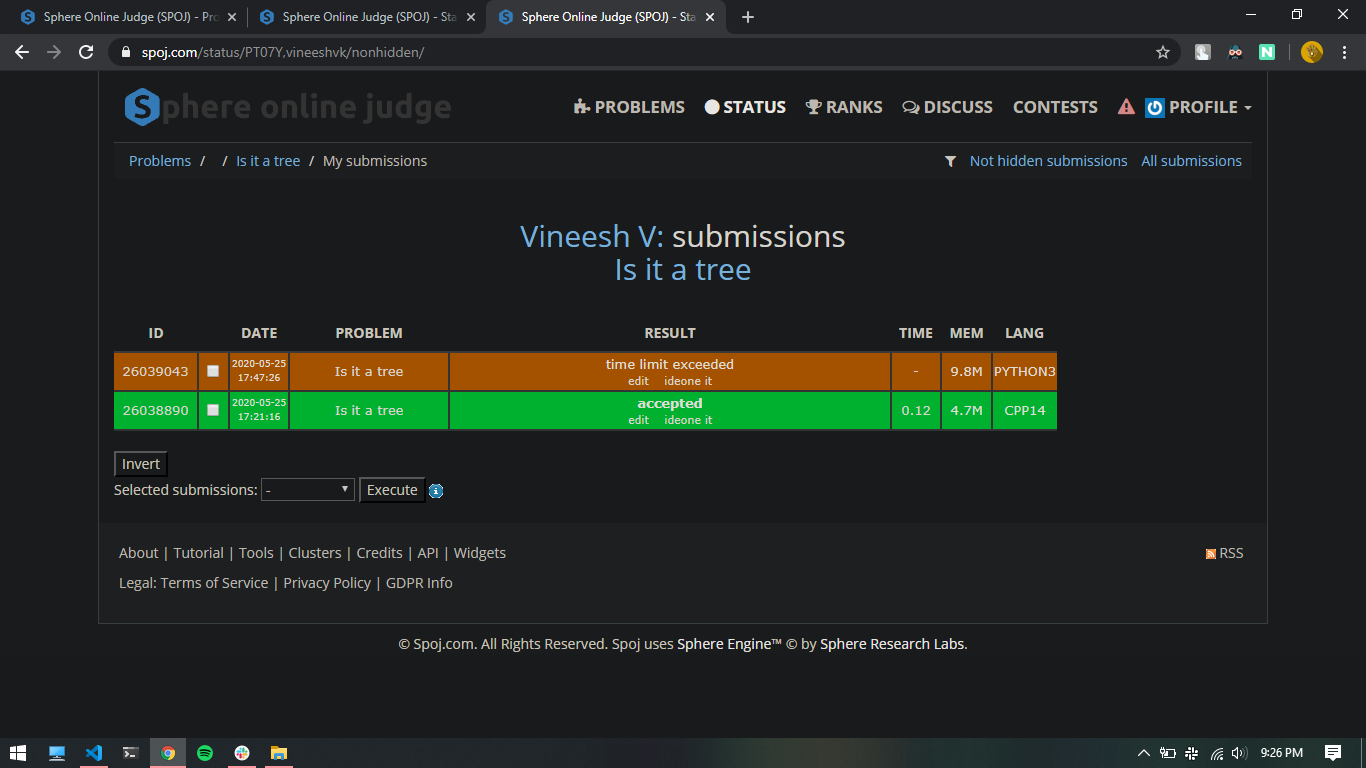 Sphere Online Judge (SPOJ) - Pro
Sphere Online Judge (SPOJ) - Sta
Sphere Online Judge (SPOJ) - Sta
spoj.com/status/PT07Y,vineeshvk/nonhidden/
Sphere online judge
PROBLEMS STATUS RANKS DISCUSS CONTESTS PROFILE
Problems / / Is it a tree / My submissions
Not hidden submissions All submissions
Vineesh V: submissions
Is it a tree
ID DATE PROBLEM RESULT TIME MEM LANG
26039043 2020-05-25 17:47:26 Is it a tree time limit exceeded edit ideone it - 9.8M PYTHON3
26038890 2020-05-25 17:21:16 Is it a tree accepted edit ideone it 0.12 4.7M CPP14
Invert
Selected submissions: - Execute
About | Tutorial | Tools | Clusters | Credits | API | Widgets
RSS
Legal: Terms of Service | Privacy Policy | GDPR Info
© Spoj.com. All Rights Reserved. Spoj uses Sphere Engine™ © by Sphere Research Labs.
9:26 PM